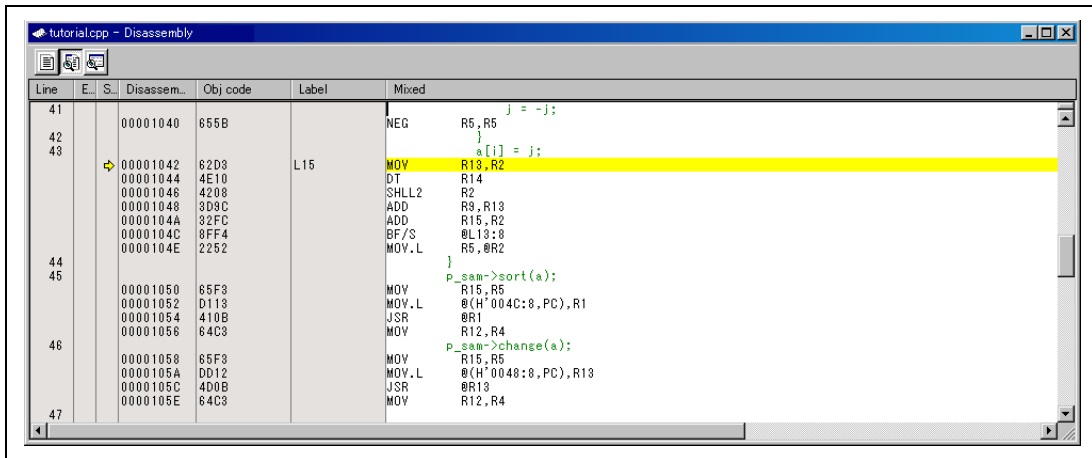 tutorial.cpp - Disassembly
Line E... S... Disassem... Obj code Label Mixed
41 j = -j;
00001040 655B NEG R5,R5
42 }
43 a[i] = j;
00001042 62D3 L15 MOV R13,R2
00001044 4E10 DT R14
00001046 4208 SHLL2 R2
00001048 3D9C ADD R9,R13
0000104A 32FC ADD R15,R2
0000104C 8FF4 BF/S @L13:8
0000104E 2252 MOV.L R5,@R2
44 }
45 p_sam->sort(a);
00001050 65F3 MOV R15,R5
00001052 D113 MOV.L @(H'004C:8,PC),R1
00001054 410B JSR @R1
00001056 64C3 MOV R12,R4
46 p_sam->change(a);
00001058 65F3 MOV R15,R5
0000105A DD12 MOV.L @(H'0048:8,PC),R13
0000105C 4D0B JSR @R13
0000105E 64C3 MOV R12,R4
47